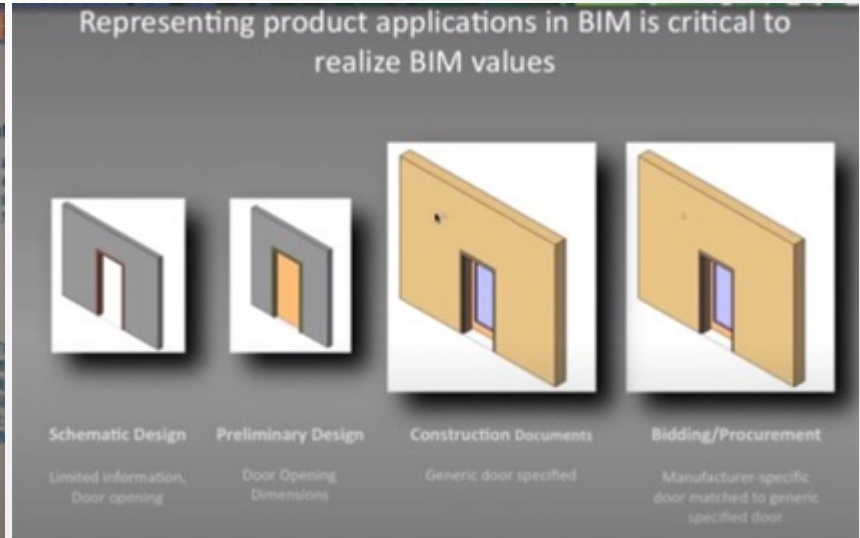 Representing product applications in BIM is critical to
realize BIM values
Schematic Design
Limited information,
Door opening
Preliminary Design
Door Opening
Dimensions
Construction Documents
Generic door specified
Bidding/Procurement
Manufacturer-specific
door matched to generic
specified door